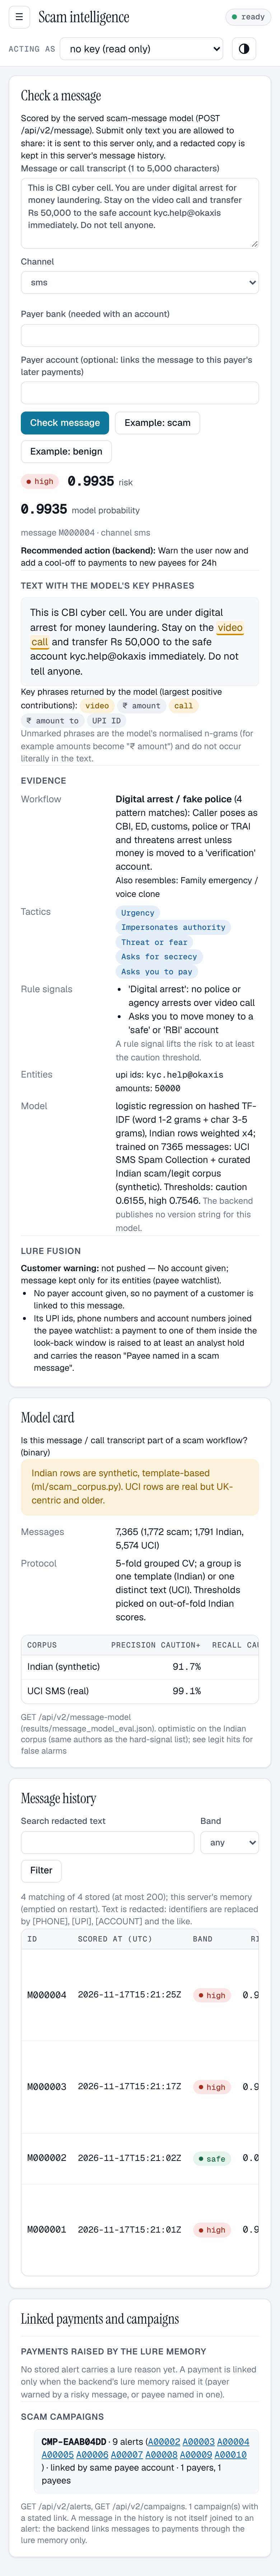 ☰ Scam intelligence ready
ACTING AS no key (read only)
Check a message
Scored by the served scam-message model (POST
/api/v2/message). Submit only text you are allowed to
share: it is sent to this server only, and a redacted copy is
kept in this server's message history.
Message or call transcript (1 to 5,000 characters)
This is CBI cyber cell. You are under digital arrest for
money laundering. Stay on the video call and transfer
Rs 50,000 to the safe account kyc.help@okaxis
immediately. Do not tell anyone.
Channel
sms
Payer bank (needed with an account)
Payer account (optional: links the message to this payer's
later payments)
Check message Example: scam
Example: benign
high 0.9935 risk
0.9935 model probability
message M000004 · channel sms
Recommended action (backend): Warn the user now and
add a cool-off to payments to new payees for 24h
TEXT WITH THE MODEL'S KEY PHRASES
This is CBI cyber cell. You are under digital
arrest for money laundering. Stay on the video
call and transfer Rs 50,000 to the safe
account kyc.help@okaxis immediately. Do not
tell anyone.
Key phrases returned by the model (largest positive
contributions): video ₹ amount call
₹ amount to UPI ID
Unmarked phrases are the model's normalised n-grams (for
example amounts become "₹ amount") and do not occur
literally in the text.
EVIDENCE
Workflow Digital arrest / fake police (4
pattern matches): Caller poses as
CBI, ED, customs, police or TRAI
and threatens arrest unless
money is moved to a 'verification'
account.
Also resembles: Family emergency /
voice clone
Tactics Urgency
Impersonates authority
Threat or fear
Asks for secrecy
Asks you to pay
Rule signals • 'Digital arrest': no police or
agency arrests over video call
• Asks you to move money to a
'safe' or 'RBI' account
A rule signal lifts the risk to at least
the caution threshold.
Entities upi ids: kyc.help@okaxis
amounts: 50000
Model logistic regression on hashed TF-
IDF (word 1-2 grams + char 3-5
grams), Indian rows weighted x4;
trained on 7365 messages: UCI
SMS Spam Collection + curated
Indian scam/legit corpus
(synthetic). Thresholds: caution
0.6155, high 0.7546. The backend
publishes no version string for this
model.
LURE FUSION
Customer warning: not pushed — No account given;
message kept only for its entities (payee watchlist).
• No payer account given, so no payment of a customer is
linked to this message.
• Its UPI ids, phone numbers and account numbers joined
the payee watchlist: a payment to one of them inside the
look-back window is raised to at least an analyst hold
and carries the reason "Payee named in a scam
message".
Model card
Is this message / call transcript part of a scam workflow?
(binary)
Indian rows are synthetic, template-based
(ml/scam_corpus.py). UCI rows are real but UK-
centric and older.
Messages 7,365 (1,772 scam; 1,791 Indian,
5,574 UCI)
Protocol 5-fold grouped CV; a group is
one template (Indian) or one
distinct text (UCI). Thresholds
picked on out-of-fold Indian
scores.
CORPUS PRECISION CAUTION+ RECALL CAU
Indian (synthetic) 91.7%
UCI SMS (real) 99.1%
GET /api/v2/message-model
(results/message_model_eval.json). optimistic on the Indian
corpus (same authors as the hard-signal list); see legit hits for
false alarms
Message history
Search redacted text Band
any
Filter
4 matching of 4 stored (at most 200); this server's memory
(emptied on restart). Text is redacted: identifiers are replaced
by [PHONE], [UPI], [ACCOUNT] and the like.
ID SCORED AT (UTC) BAND RI
M000004 2026-11-17T15:21:25Z high 0.9
M000003 2026-11-17T15:21:17Z high 0.9
M000002 2026-11-17T15:21:02Z safe 0.0
M000001 2026-11-17T15:21:01Z high 0.9
Linked payments and campaigns
PAYMENTS RAISED BY THE LURE MEMORY
No stored alert carries a lure reason yet. A payment is linked
only when the backend's lure memory raised it (payer
warned by a risky message, or payee named in one).
SCAM CAMPAIGNS
CMP-EAAB04DD · 9 alerts (A00002 A00003 A00004
A00005 A00006 A00007 A00008 A00009 A00010
) · linked by same payee account · 1 payers, 1
payees
GET /api/v2/alerts, GET /api/v2/campaigns. 1 campaign(s) with
a stated link. A message in the history is not itself joined to an
alert: the backend links messages to payments through the
lure memory only.